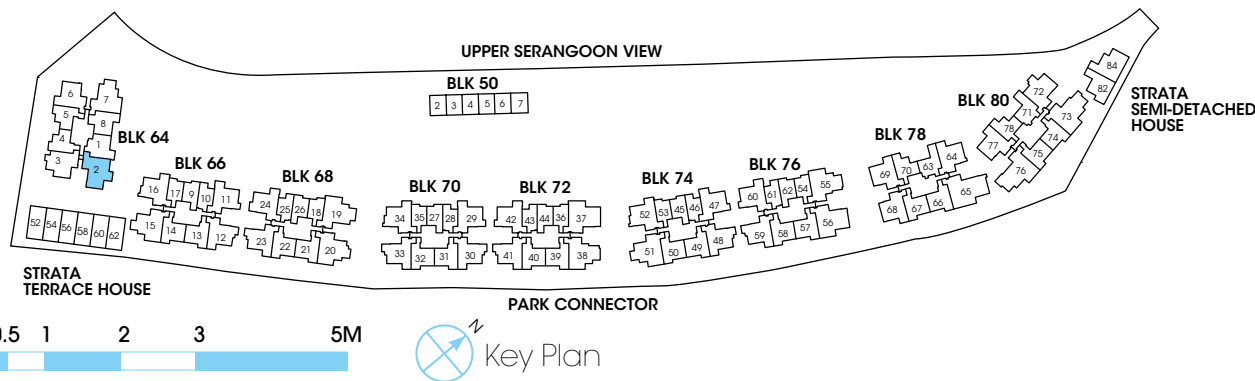 UPPER SERANGOON VIEW
BLK 50
2 3 4 5 6 7
84
82
STRATA
SEMI-DETACHED
HOUSE
BLK 80
72
71
73
78
74
77
75
76
6
7
5
8
BLK 64
4
1
3
2
BLK 66
16 17 9 10 11
15 14 13 12
BLK 68
24 25 26 18 19
23 22 21 20
BLK 70
34 35 27 28 29
33 32 31 30
BLK 72
42 43 44 36 37
41 40 39 38
BLK 74
52 53 45 46 47
51 50 49 48
BLK 76
60 61 62 54 55
59 58 57 56
BLK 78
69 70 63 64
68 67 66 65
52 54 56 58 60 62
STRATA
TERRACE HOUSE
PARK CONNECTOR
0.5 1 2 3 5M
N
Key Plan